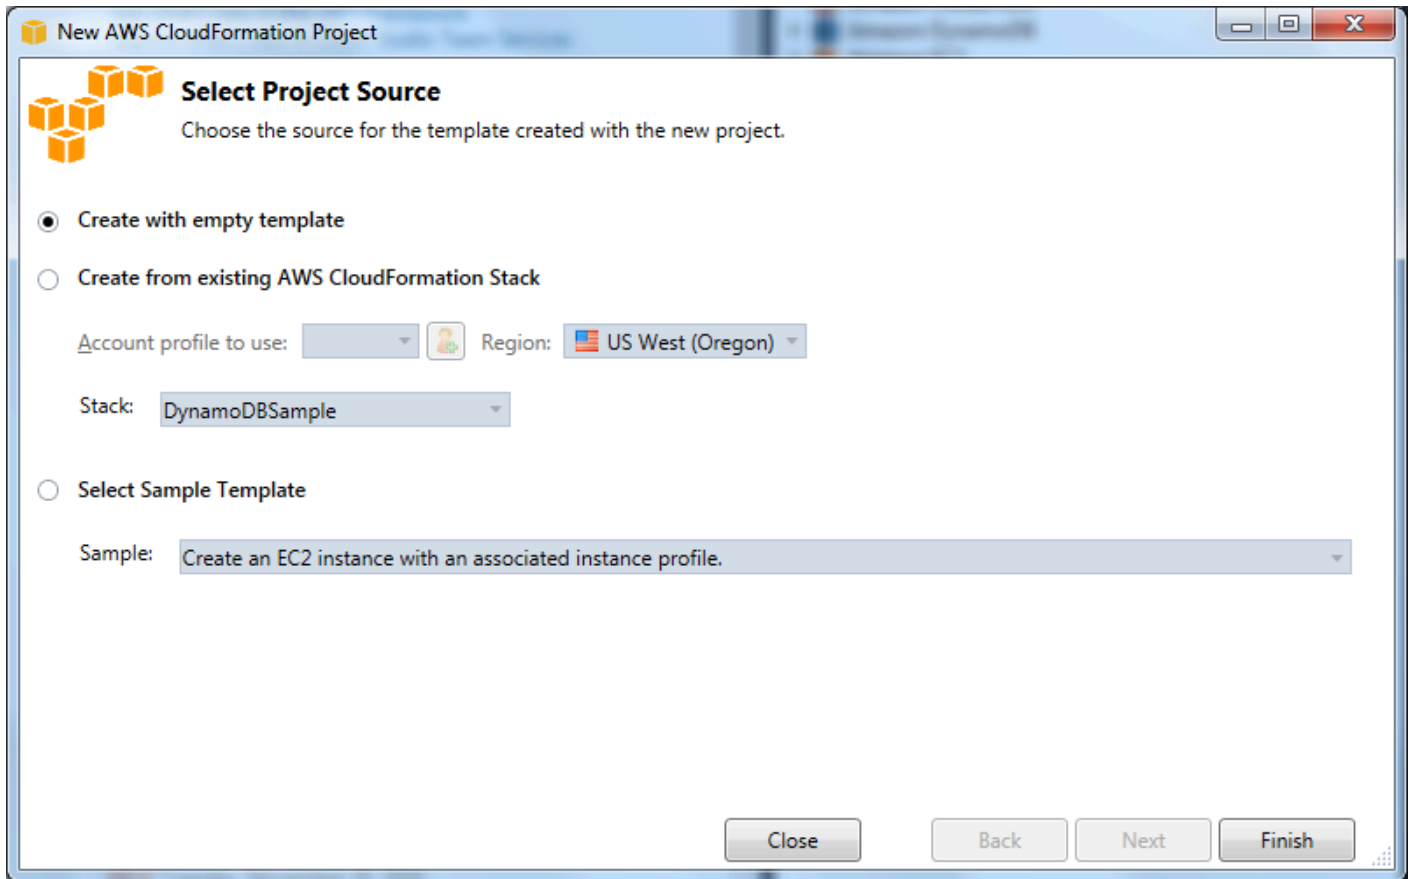 New AWS CloudFormation Project
Amazon DynamoDB
Select Project Source
Choose the source for the template created with the new project.
Create with empty template
Create from existing AWS CloudFormation Stack
Account profile to use: Region: US West (Oregon)
Stack: DynamoDBSample
Select Sample Template
Sample: Create an EC2 instance with an associated instance profile.
Close Back Next Finish